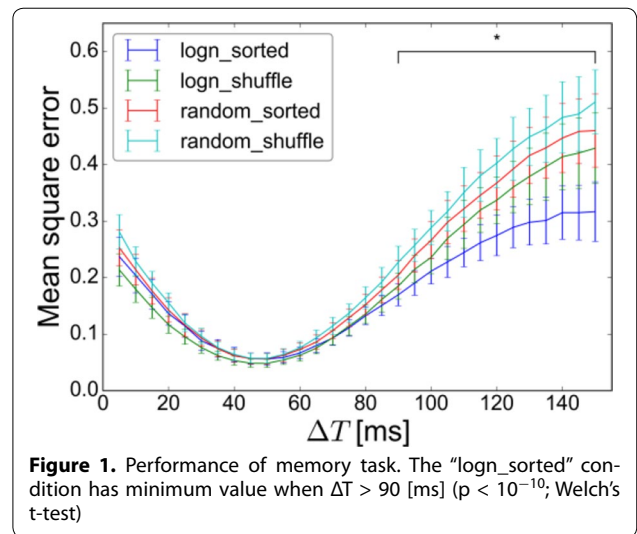 0.6
0.5
0.4
0.3
0.2
0.1
0.0
Mean square error
logn_sorted
logn_shuffle
random_sorted
random_shuffle
*
0 20 40 60 80 100 120 140
ΔT [ms]
Figure 1. Performance of memory task. The “logn_sorted” con-
dition has minimum value when ΔT > 90 [ms] (p < 10⁻¹⁰; Welch’s
t-test)